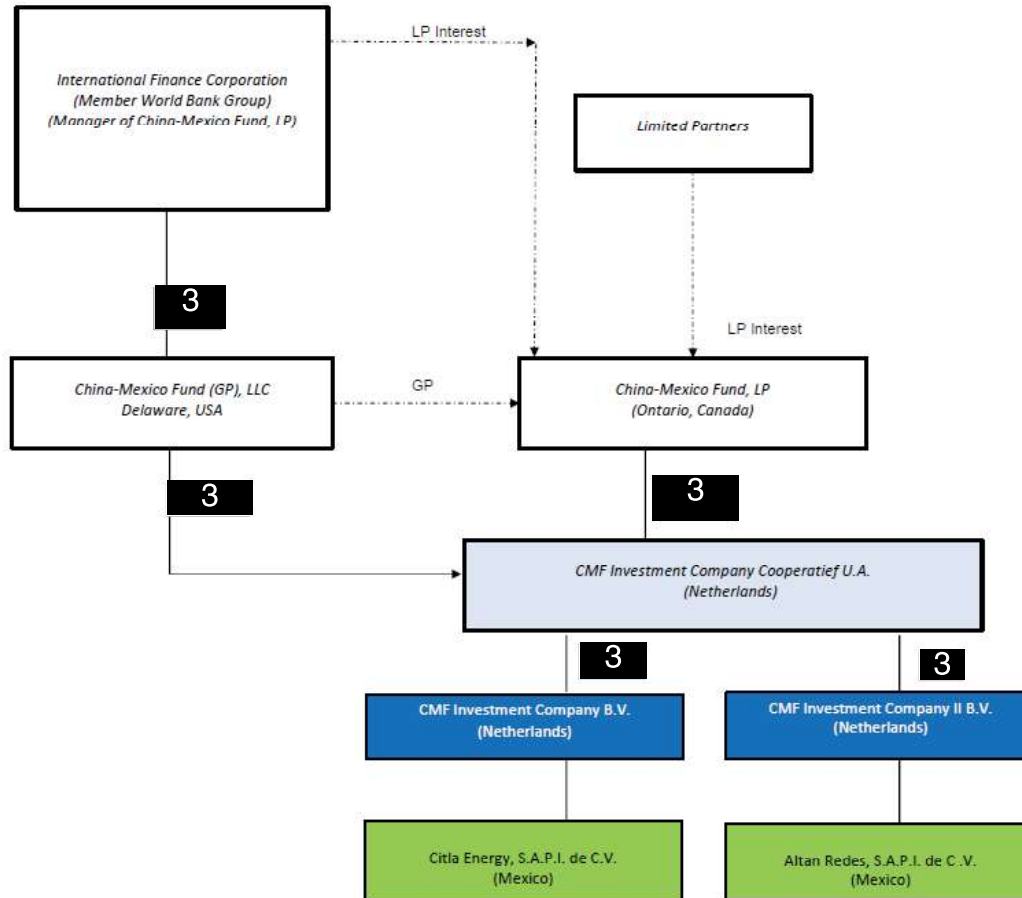 LP Interest
International Finance Corporation
(Member World Bank Group)
(Manager of China-Mexico Fund, LP)
Limited Partners
3
LP Interest
China-Mexico Fund (GP), LLC
Delaware, USA
GP
China-Mexico Fund, LP
(Ontario, Canada)
3
3
CMF Investment Company Cooperatief U.A.
(Netherlands)
3
3
CMF Investment Company B.V.
(Netherlands)
CMF Investment Company II B.V.
(Netherlands)
Citla Energy, S.A.P.I. de C.V.
(Mexico)
Altan Redes, S.A.P.I. de C .V.
(Mexico)